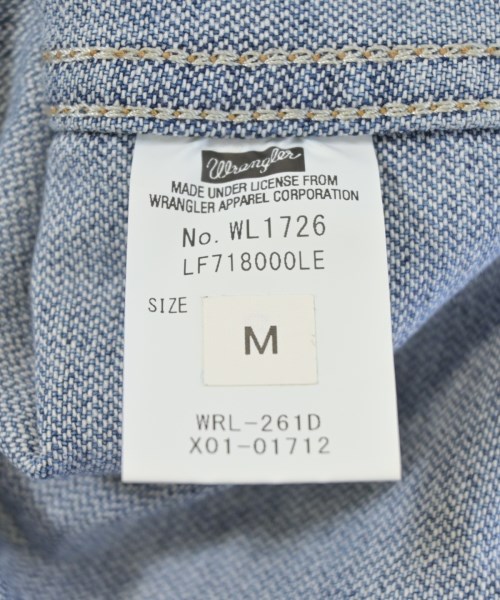 Wrangler
MADE UNDER LICENSE FROM
WRANGLER APPAREL CORPORATION
No. WL1726
LF718000LE
SIZE
M
WRL-261D
X01-01712